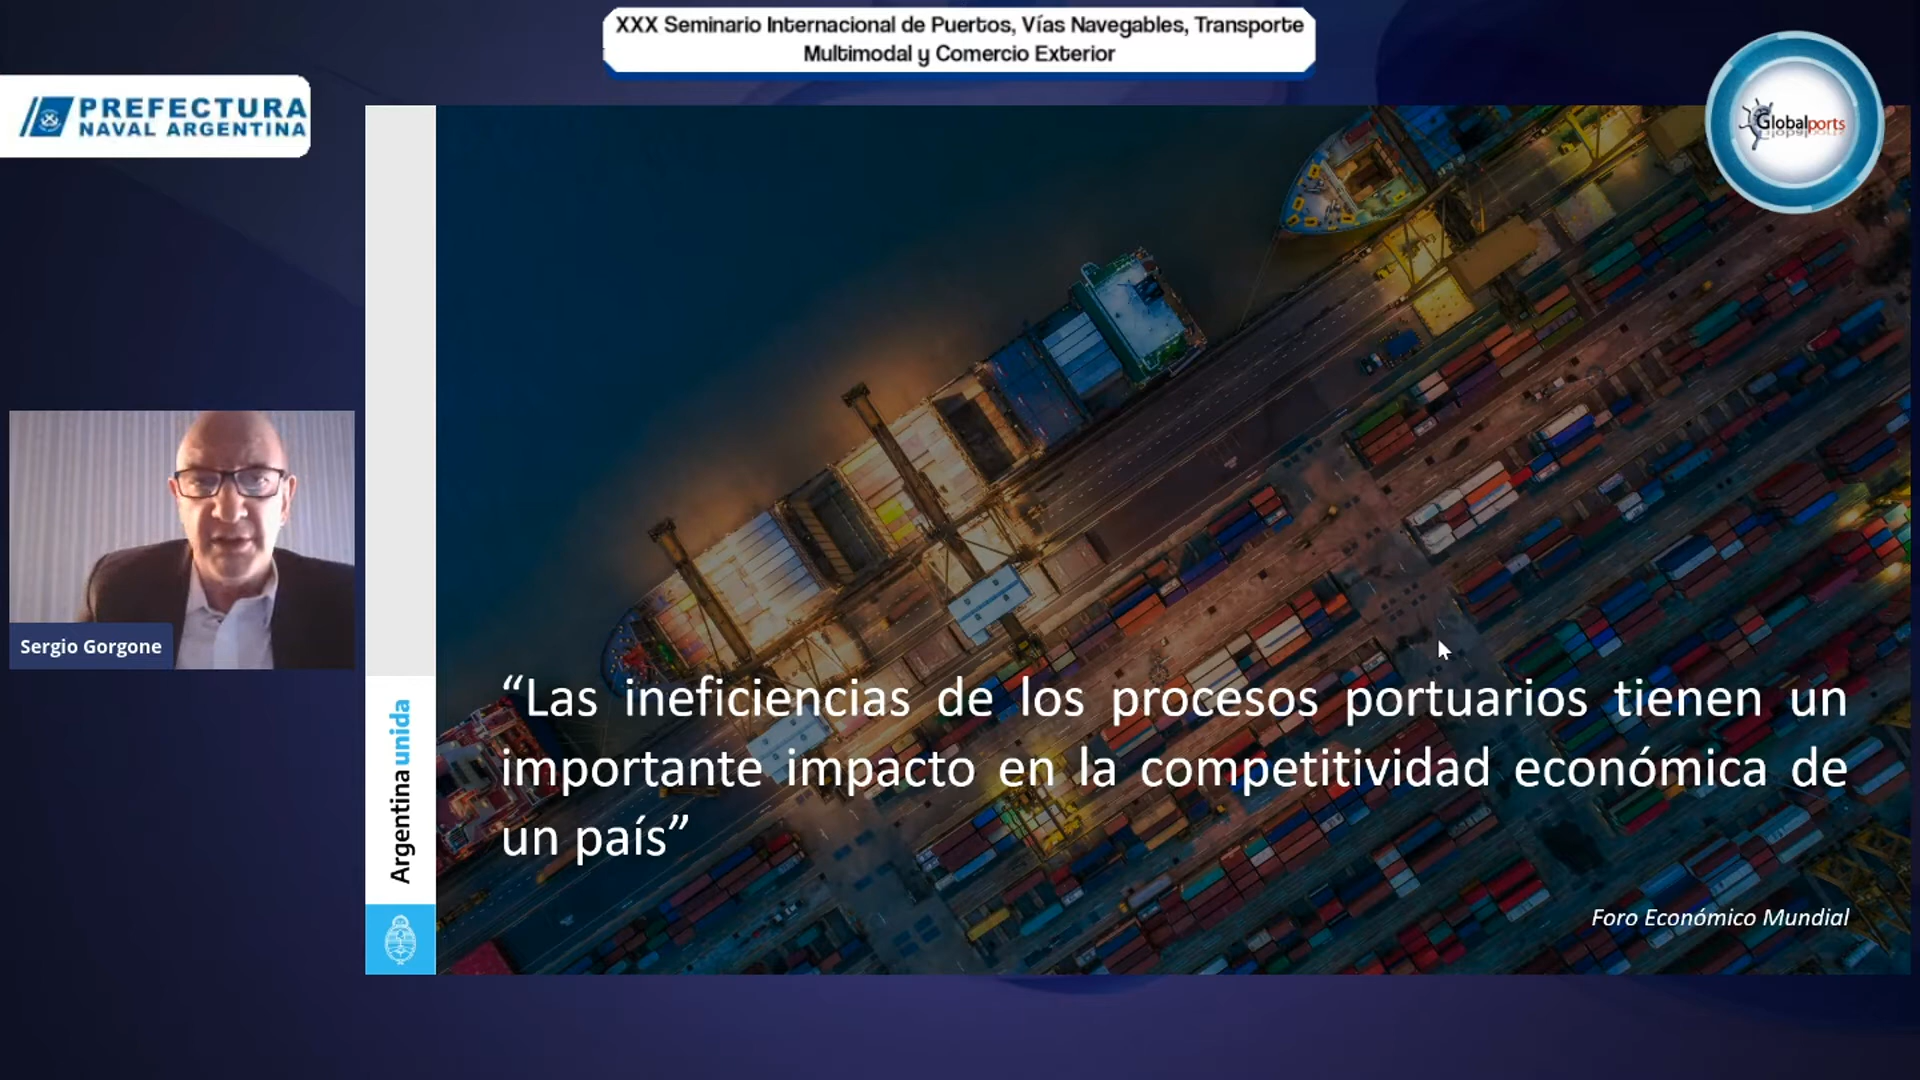 XXX Seminario Internacional de Puertos, Vías Navegables, Transporte
Multimodal y Comercio Exterior
PREFECTURA
NAVAL ARGENTINA
Globalports
Sergio Gorgone
Argentina unida
“Las ineficiencias de los procesos portuarios tienen un
importante impacto en la competitividad económica de
un país”
Foro Económico Mundial